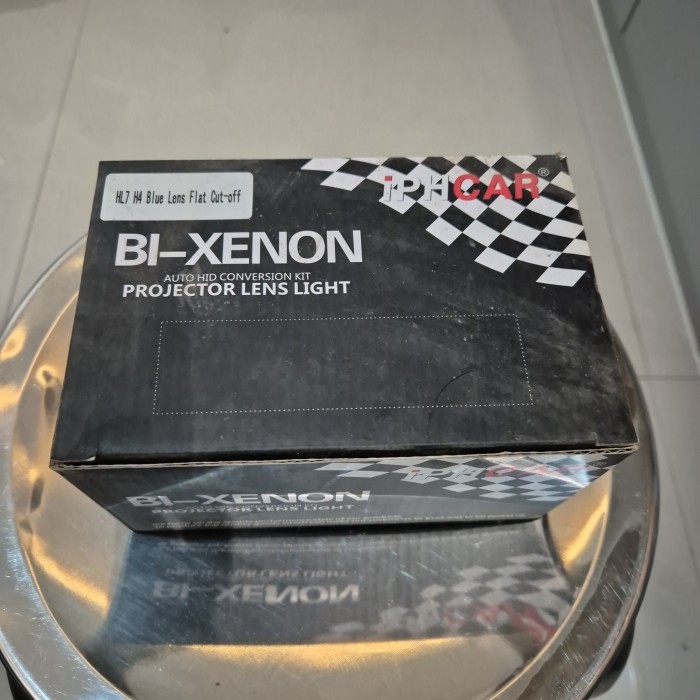 HL7 H4 Blue Lens Flat Cut-off
iPHCAR®
BI-XENON
AUTO HID CONVERSION KIT
PROJECTOR LENS LIGHT
iPHCAR
BI-XENON
PROJECTOR LENS LIGHT